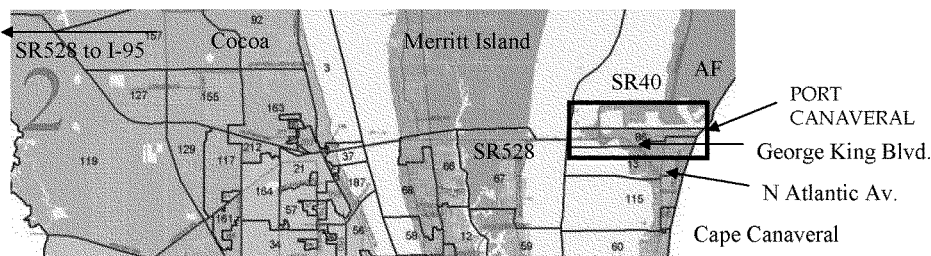 92
157
SR528 to I-95
Cocoa
Merritt Island
3
SR40
AF
2
127
155
163
PORT
CANAVERAL
George King Blvd.
119
129
117
212
21
37
SR528
66
67
13
N Atlantic Av.
164
187
68
115
57
161
56
34
59
12
59
60
Cape Canaveral